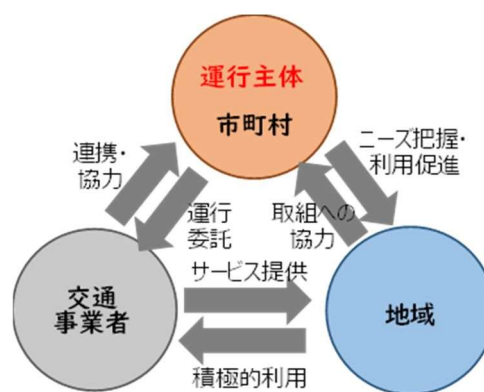 運行主体
市町村
連携・
協力
ニーズ把握・
利用促進
運行
委託
取組への
協力
サービス提供
交通
事業者
地域
積極的利用